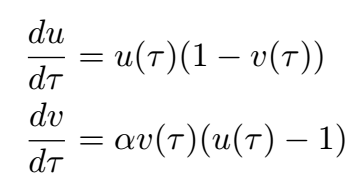 du/dτ = u(τ)(1 − v(τ))
dv/dτ = αv(τ)(u(τ) − 1)